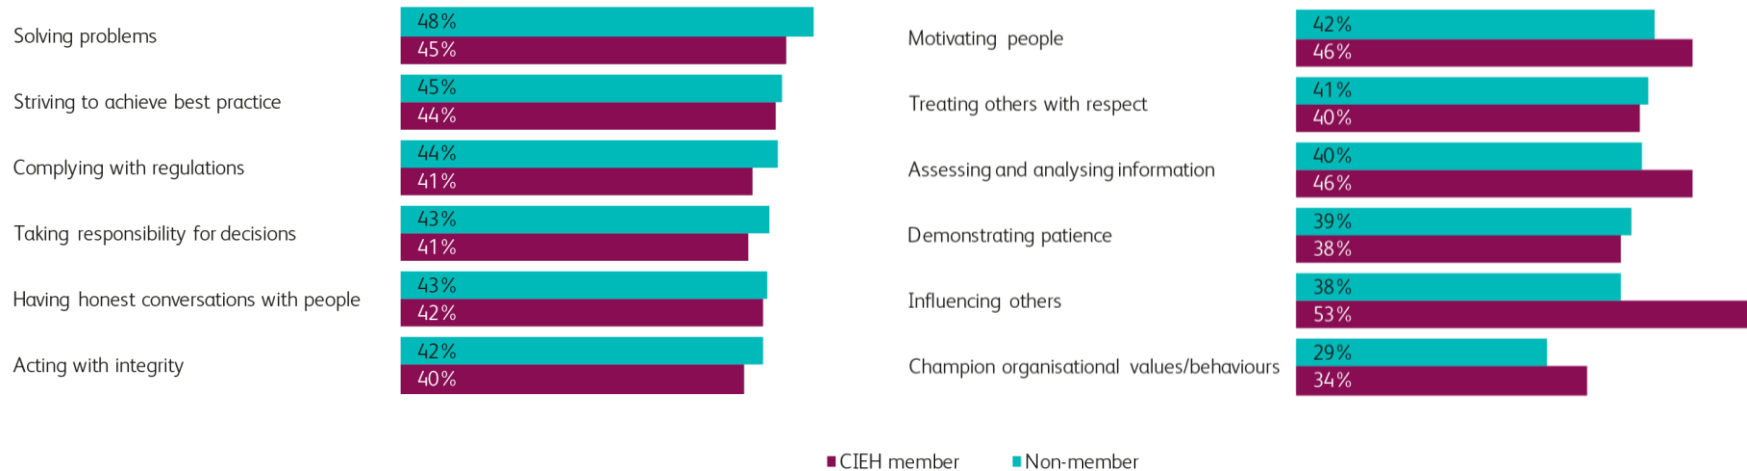 Solving problems
48%
45%
Striving to achieve best practice
45%
44%
Complying with regulations
44%
41%
Taking responsibility for decisions
43%
41%
Having honest conversations with people
43%
42%
Acting with integrity
42%
40%
Motivating people
42%
46%
Treating others with respect
41%
40%
Assessing and analysing information
40%
46%
Demonstrating patience
39%
38%
Influencing others
38%
53%
Champion organisational values/behaviours
29%
34%
CIEH member
Non-member